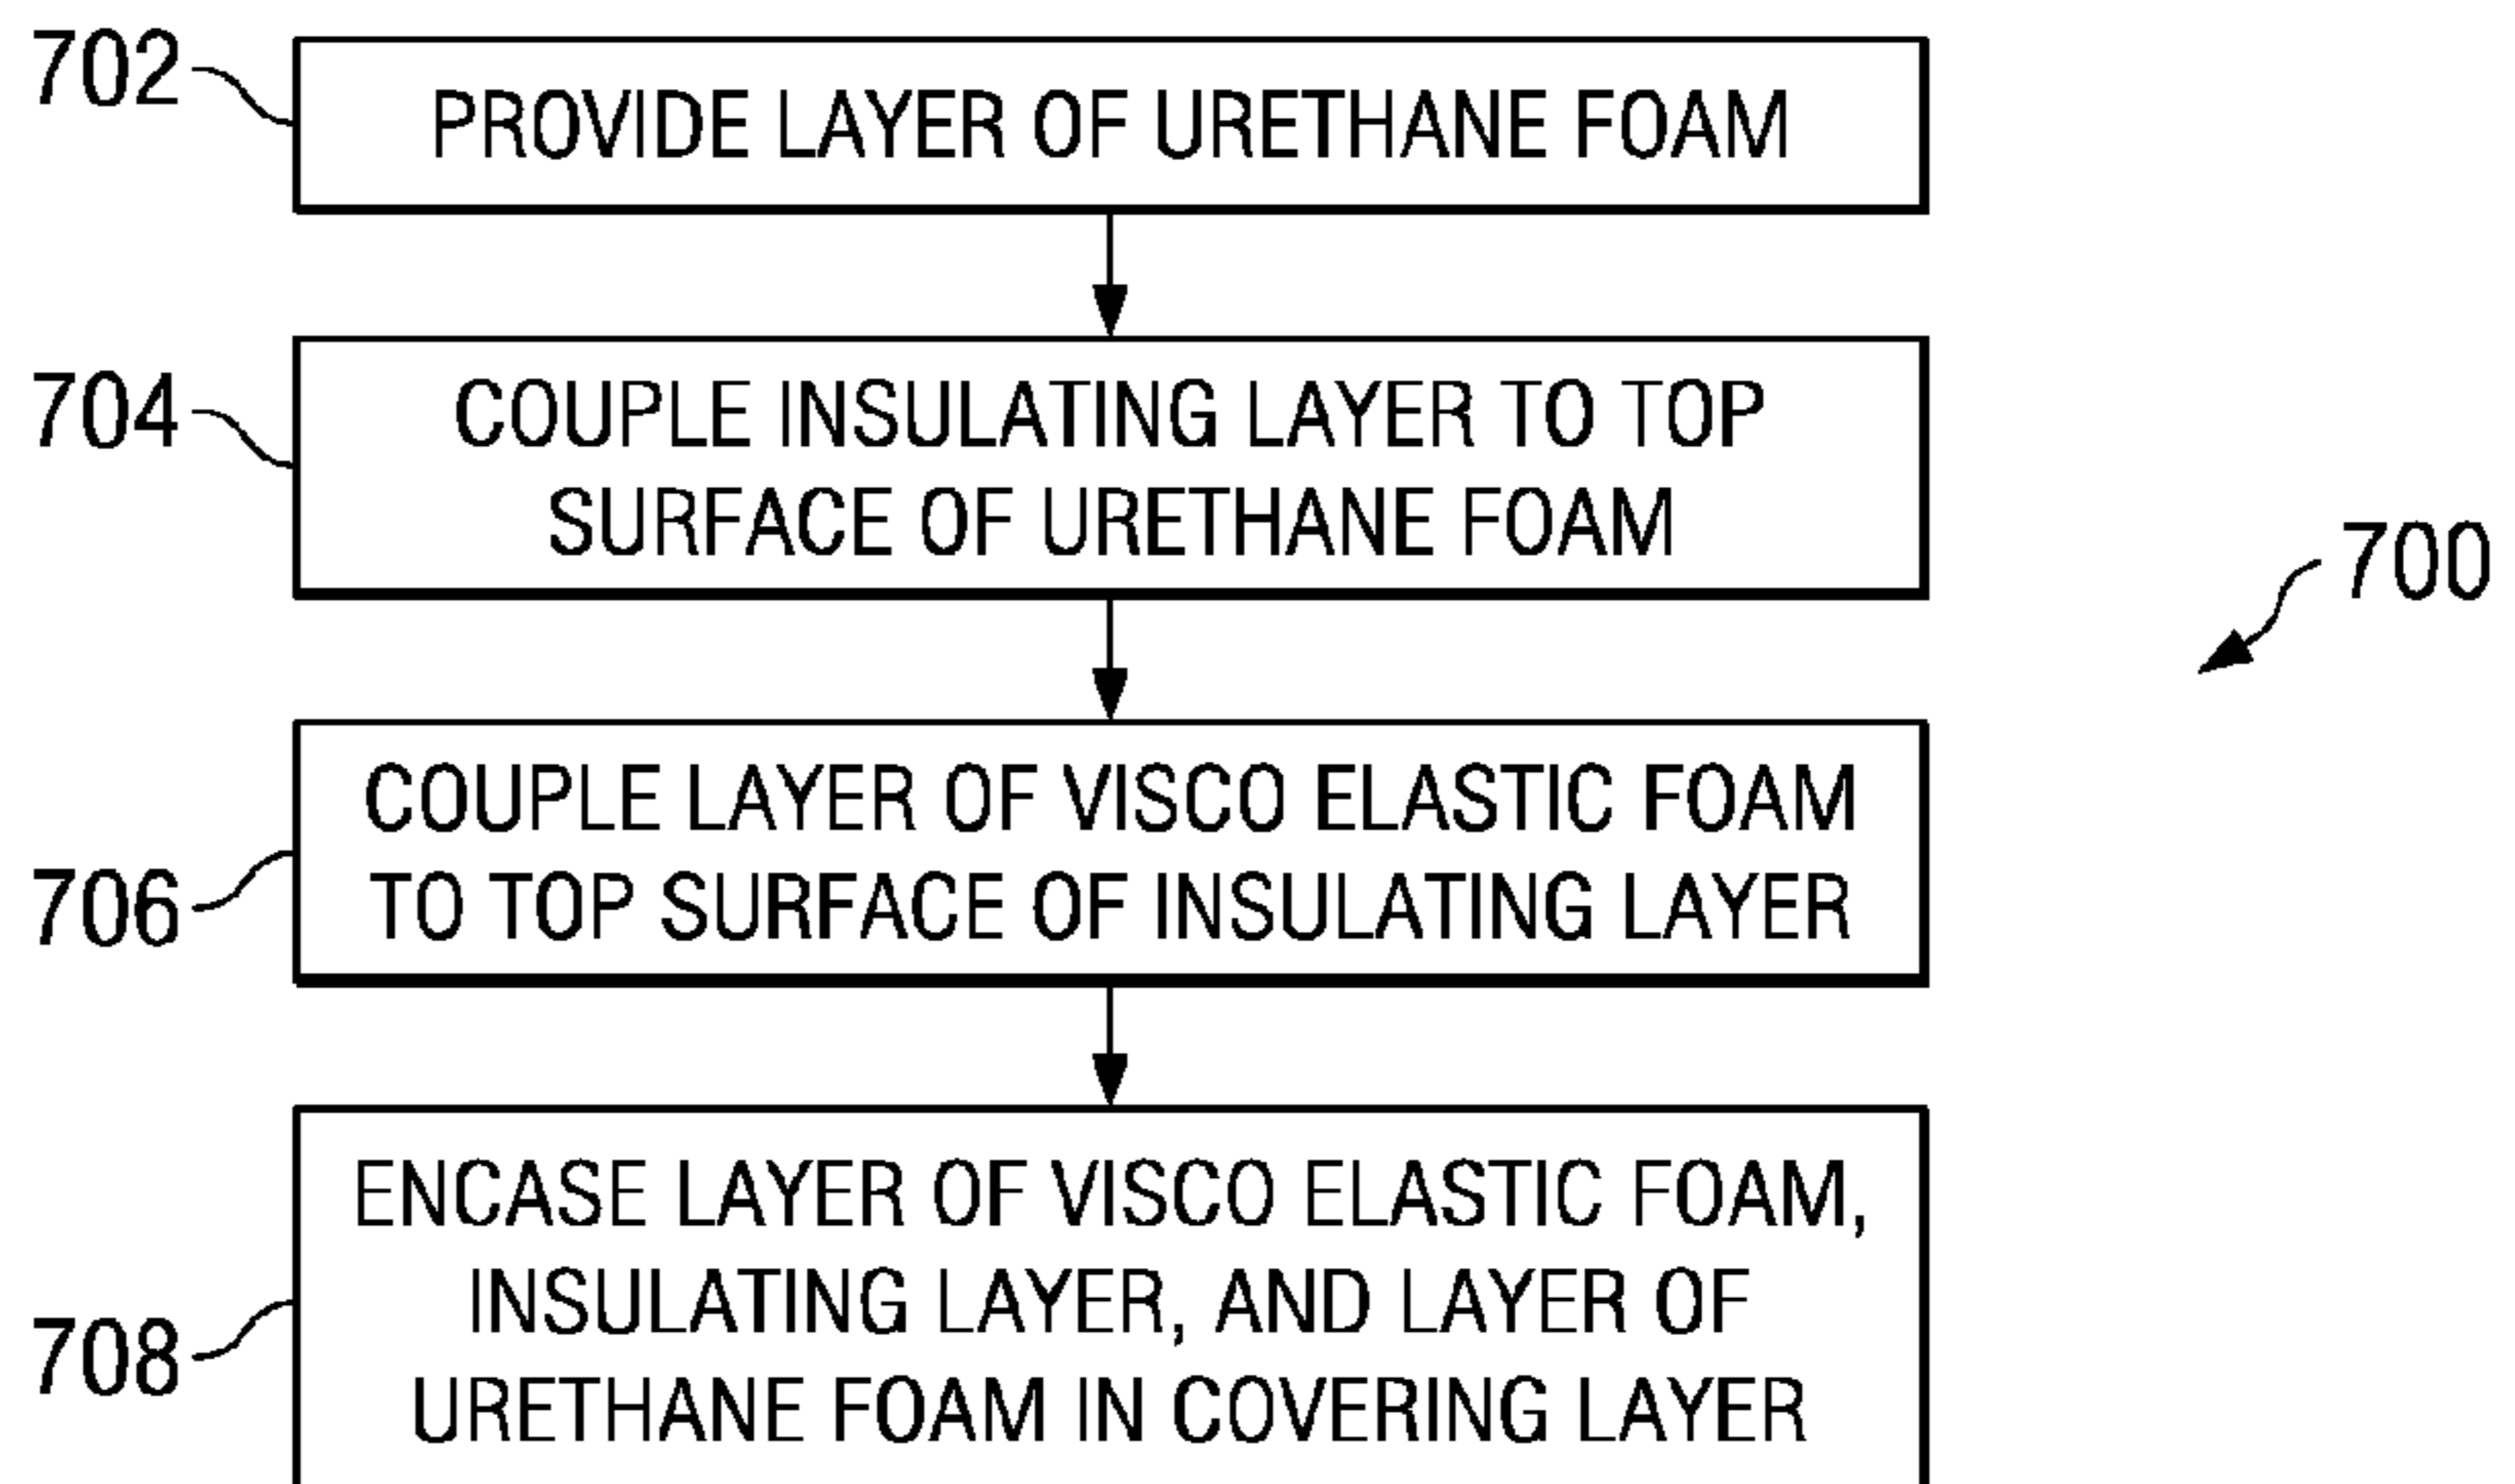 702
PROVIDE LAYER OF URETHANE FOAM
704
COUPLE INSULATING LAYER TO TOP
SURFACE OF URETHANE FOAM
700
706
COUPLE LAYER OF VISCO ELASTIC FOAM
TO TOP SURFACE OF INSULATING LAYER
708
ENCASE LAYER OF VISCO ELASTIC FOAM,
INSULATING LAYER, AND LAYER OF
URETHANE FOAM IN COVERING LAYER